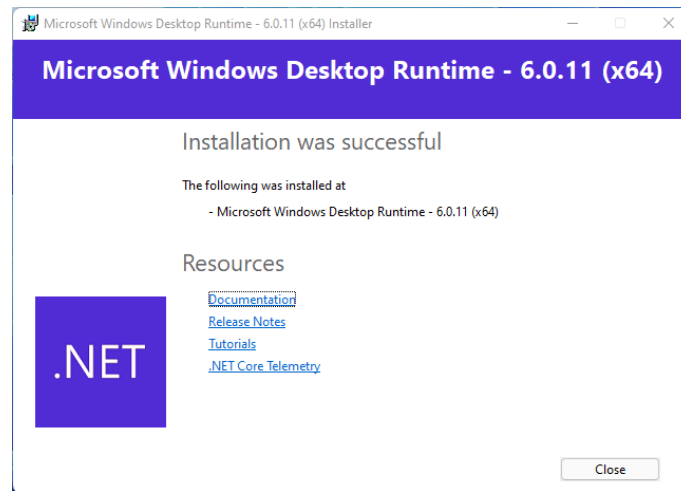 Microsoft Windows Desktop Runtime - 6.0.11 (x64) Installer
Microsoft Windows Desktop Runtime - 6.0.11 (x64)
Installation was successful
The following was installed at
- Microsoft Windows Desktop Runtime - 6.0.11 (x64)
Resources
Documentation
Release Notes
Tutorials
.NET Core Telemetry
.NET
Close